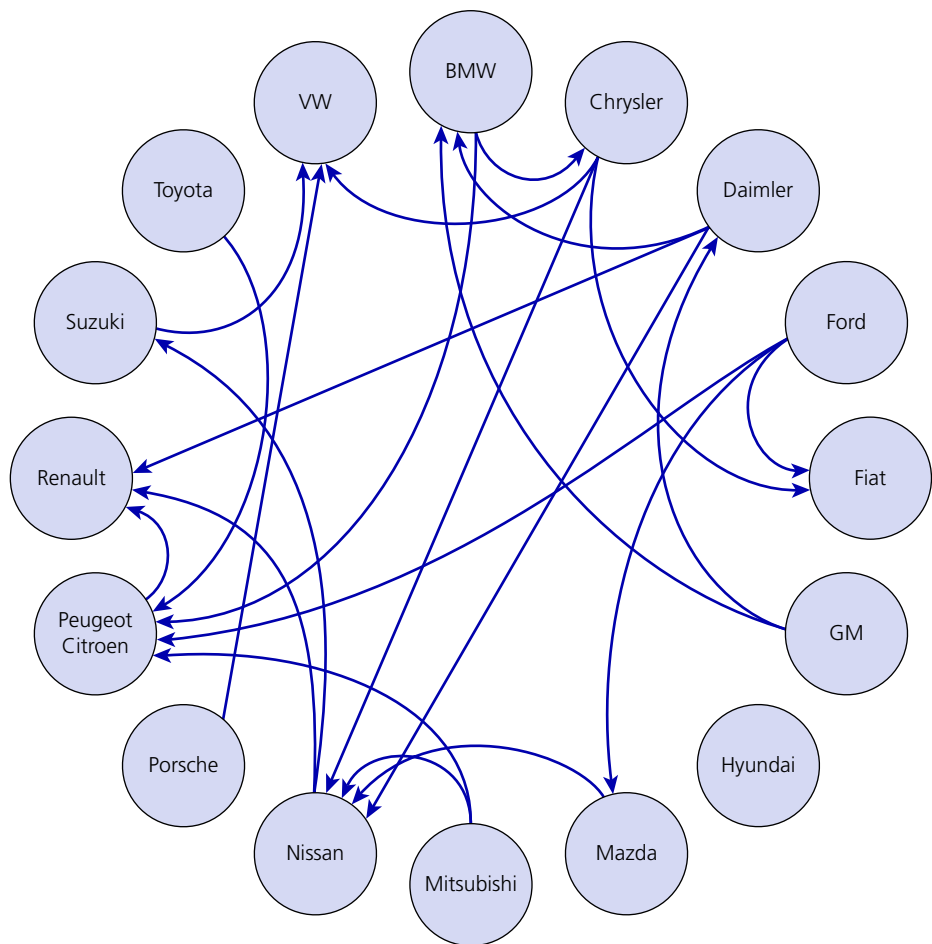 BMW
VW
Chrysler
Toyota
Daimler
Suzuki
Ford
Renault
Fiat
Peugeot
Citroen
GM
Porsche
Hyundai
Nissan
Mazda
Mitsubishi